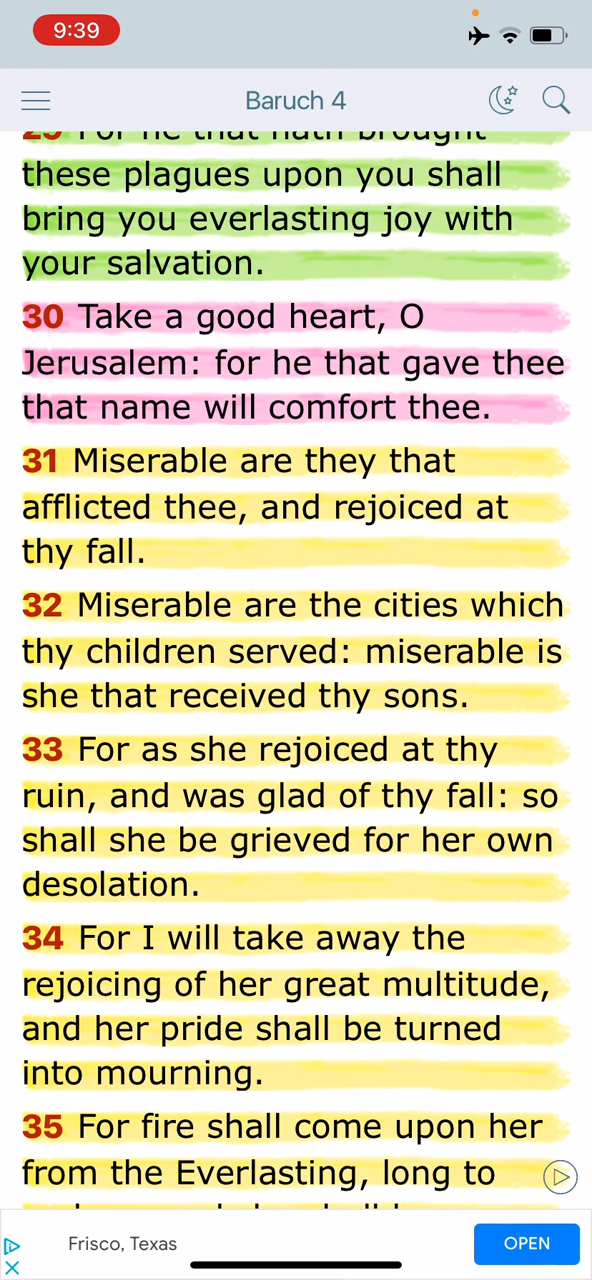 9:39
Baruch 4
29 For he that hath brought
these plagues upon you shall
bring you everlasting joy with
your salvation.
30 Take a good heart, O
Jerusalem: for he that gave thee
that name will comfort thee.
31 Miserable are they that
afflicted thee, and rejoiced at
thy fall.
32 Miserable are the cities which
thy children served: miserable is
she that received thy sons.
33 For as she rejoiced at thy
ruin, and was glad of thy fall: so
shall she be grieved for her own
desolation.
34 For I will take away the
rejoicing of her great multitude,
and her pride shall be turned
into mourning.
35 For fire shall come upon her
from the Everlasting, long to
Frisco, Texas
OPEN